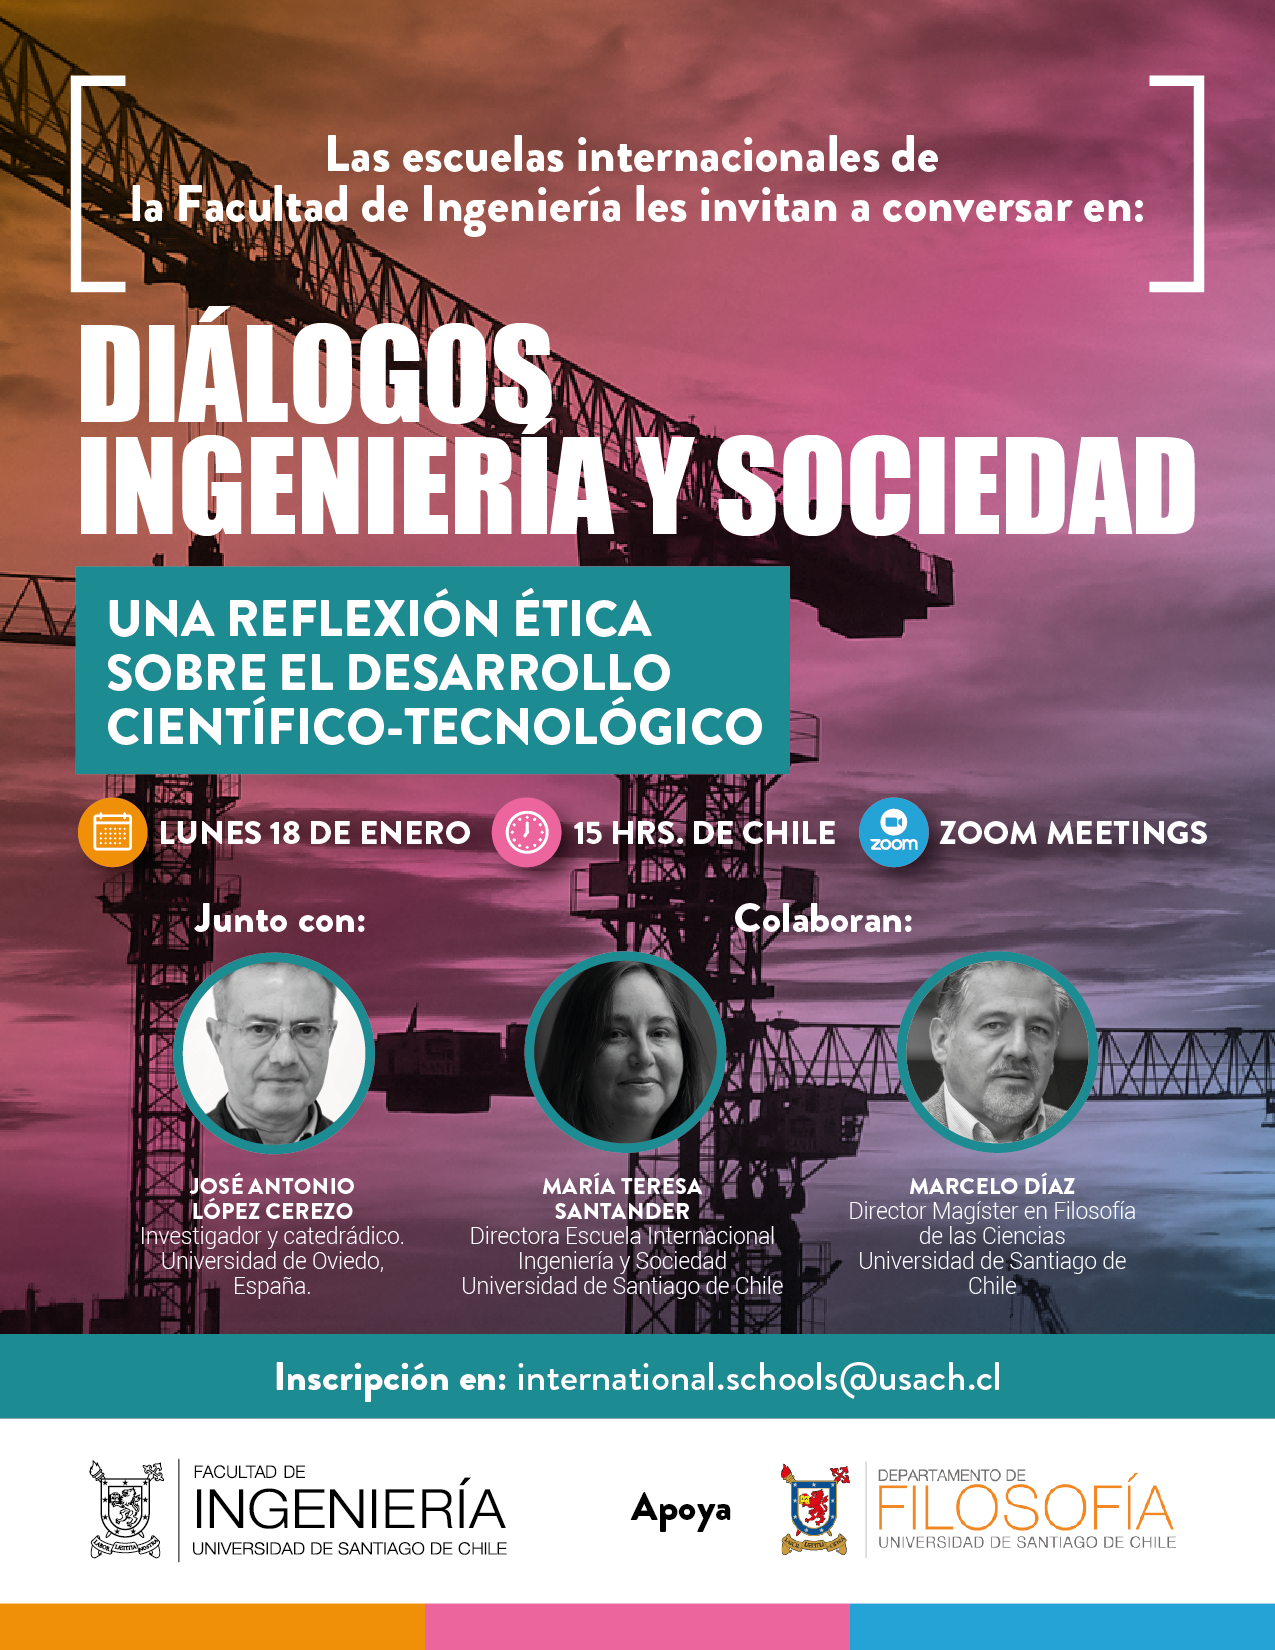 Las escuelas internacionales de
la Facultad de Ingeniería les invitan a conversar en:
DIÁLOGOS
INGENIERÍA Y SOCIEDAD
UNA REFLEXIÓN ÉTICA
SOBRE EL DESARROLLO
CIENTÍFICO-TECNOLÓGICO
LUNES 18 DE ENERO
15 HRS. DE CHILE
zoom
ZOOM MEETINGS
Junto con:
Colaboran:
JOSÉ ANTONIO
LÓPEZ CEREZO
Investigador y catedrádico.
Universidad de Oviedo,
España.
MARÍA TERESA
SANTANDER
Directora Escuela Internacional
Ingeniería y Sociedad
Universidad de Santiago de Chile
MARCELO DÍAZ
Director Magíster en Filosofía
de las Ciencias
Universidad de Santiago de
Chile
Inscripción en: international.schools@usach.cl
FACULTAD DE
INGENIERÍA
UNIVERSIDAD DE SANTIAGO DE CHILE
Apoya
DEPARTAMENTO DE
FILOSOFÍA
UNIVERSIDAD DE SANTIAGO DE CHILE